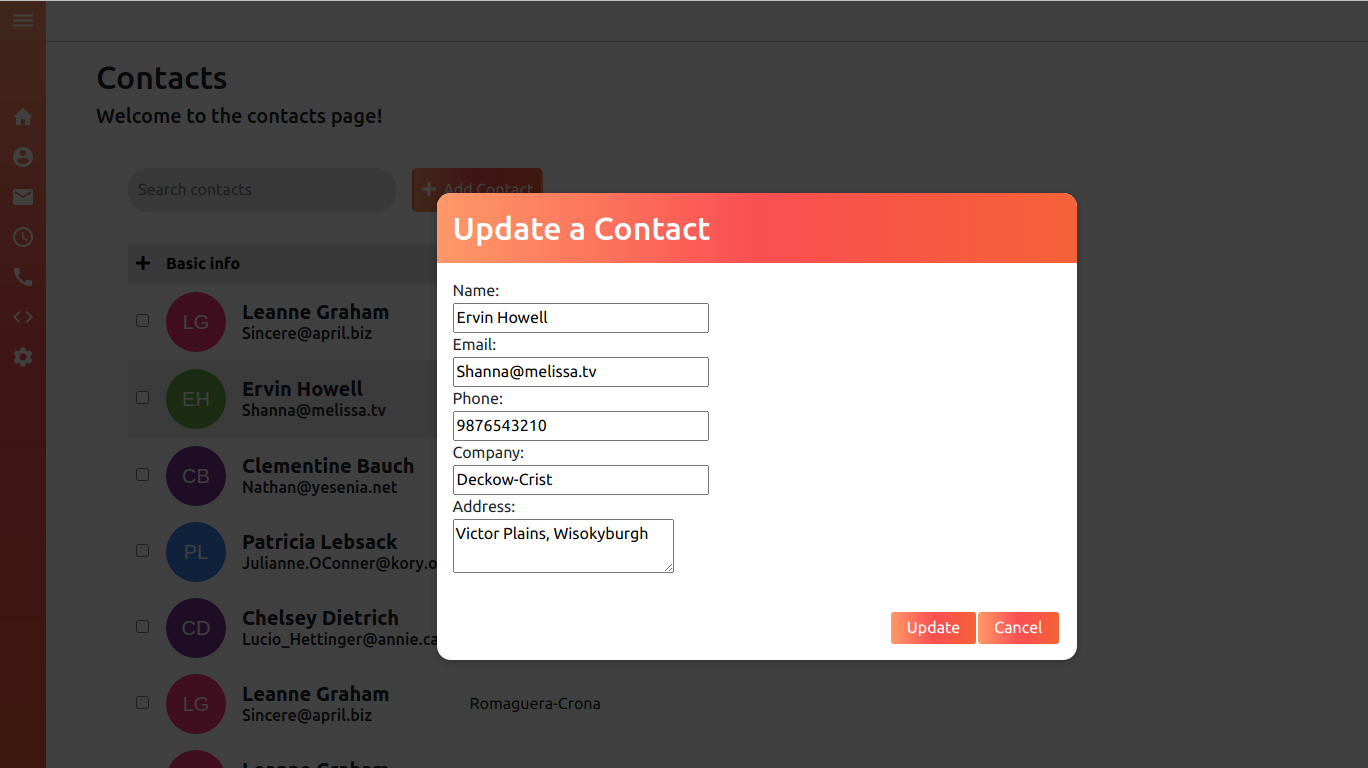 Contacts
Welcome to the contacts page!
Search contacts
Add Contact
Basic info
LG
Leanne Graham
Sincere@april.biz
EH
Ervin Howell
Shanna@melissa.tv
CB
Clementine Bauch
Nathan@yesenia.net
PL
Patricia Lebsack
Julianne.OConner@kory.o
CD
Chelsey Dietrich
Lucio_Hettinger@annie.ca
LG
Leanne Graham
Sincere@april.biz
Romaguera-Crona
Leanne Graham
Update a Contact
Name:
Ervin Howell
Email:
Shanna@melissa.tv
Phone:
9876543210
Company:
Deckow-Crist
Address:
Victor Plains, Wisokyburgh
Update
Cancel